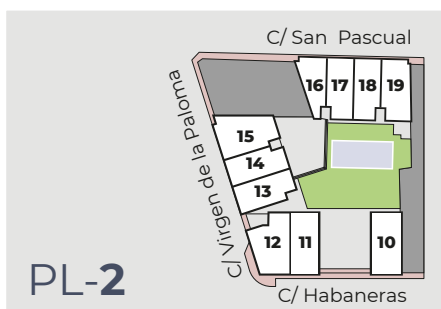 C/ San Pascual
16 17 18 19
C/ Virgen de la Paloma
15
14
13
12 11 10
PL-2
C/ Habaneras